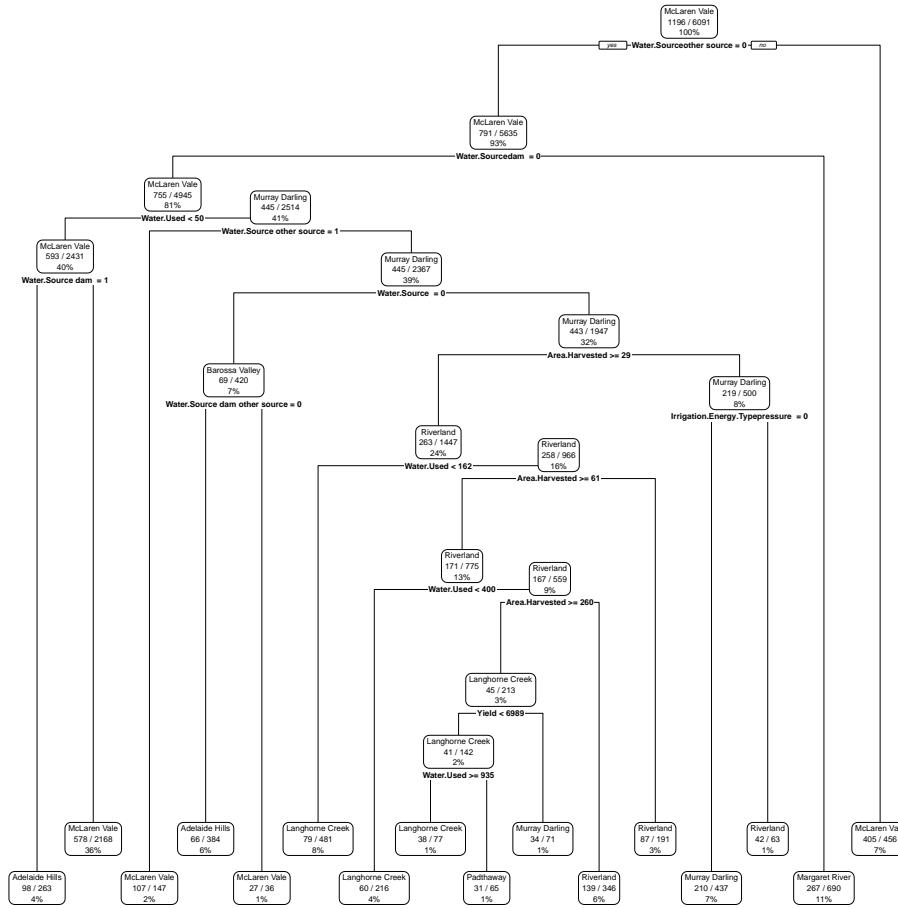 McLaren Vale
1196 / 6091
100%
yes
Water.Sourceother source = 0
no
McLaren Vale
791 / 5635
93%
Water.Sourcedam = 0
McLaren Vale
755 / 4945
81%
Water.Used < 50
Murray Darling
445 / 2514
41%
Water.Source other source = 1
McLaren Vale
593 / 2431
40%
Water.Source dam = 1
Murray Darling
445 / 2367
39%
Water.Source = 0
Murray Darling
443 / 1947
32%
Area.Harvested >= 29
Barossa Valley
69 / 420
7%
Water.Source dam other source = 0
Murray Darling
219 / 500
8%
Irrigation.Energy.Typepressure = 0
Riverland
263 / 1447
24%
Water.Used < 162
Riverland
258 / 966
16%
Area.Harvested >= 61
Riverland
171 / 775
13%
Water.Used < 400
Riverland
167 / 559
9%
Area.Harvested >= 260
Langhorne Creek
45 / 213
3%
Yield < 6989
Langhorne Creek
41 / 142
2%
Water.Used >= 935
McLaren Vale
578 / 2168
36%
Adelaide Hills
66 / 384
6%
Langhorne Creek
79 / 481
8%
Langhorne Creek
38 / 77
1%
Murray Darling
34 / 71
1%
Riverland
87 / 191
3%
Riverland
42 / 63
1%
McLaren Va
405 / 456
7%
Adelaide Hills
98 / 263
4%
McLaren Vale
107 / 147
2%
McLaren Vale
27 / 36
1%
Langhorne Creek
60 / 216
4%
Padthaway
31 / 65
1%
Riverland
139 / 346
6%
Murray Darling
210 / 437
7%
Margaret River
267 / 690
11%